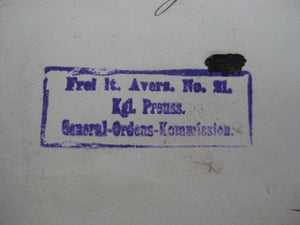 Frei lt. Avers. No. 21.
Kgl. Preuss.
General-Ordens-Kommission.